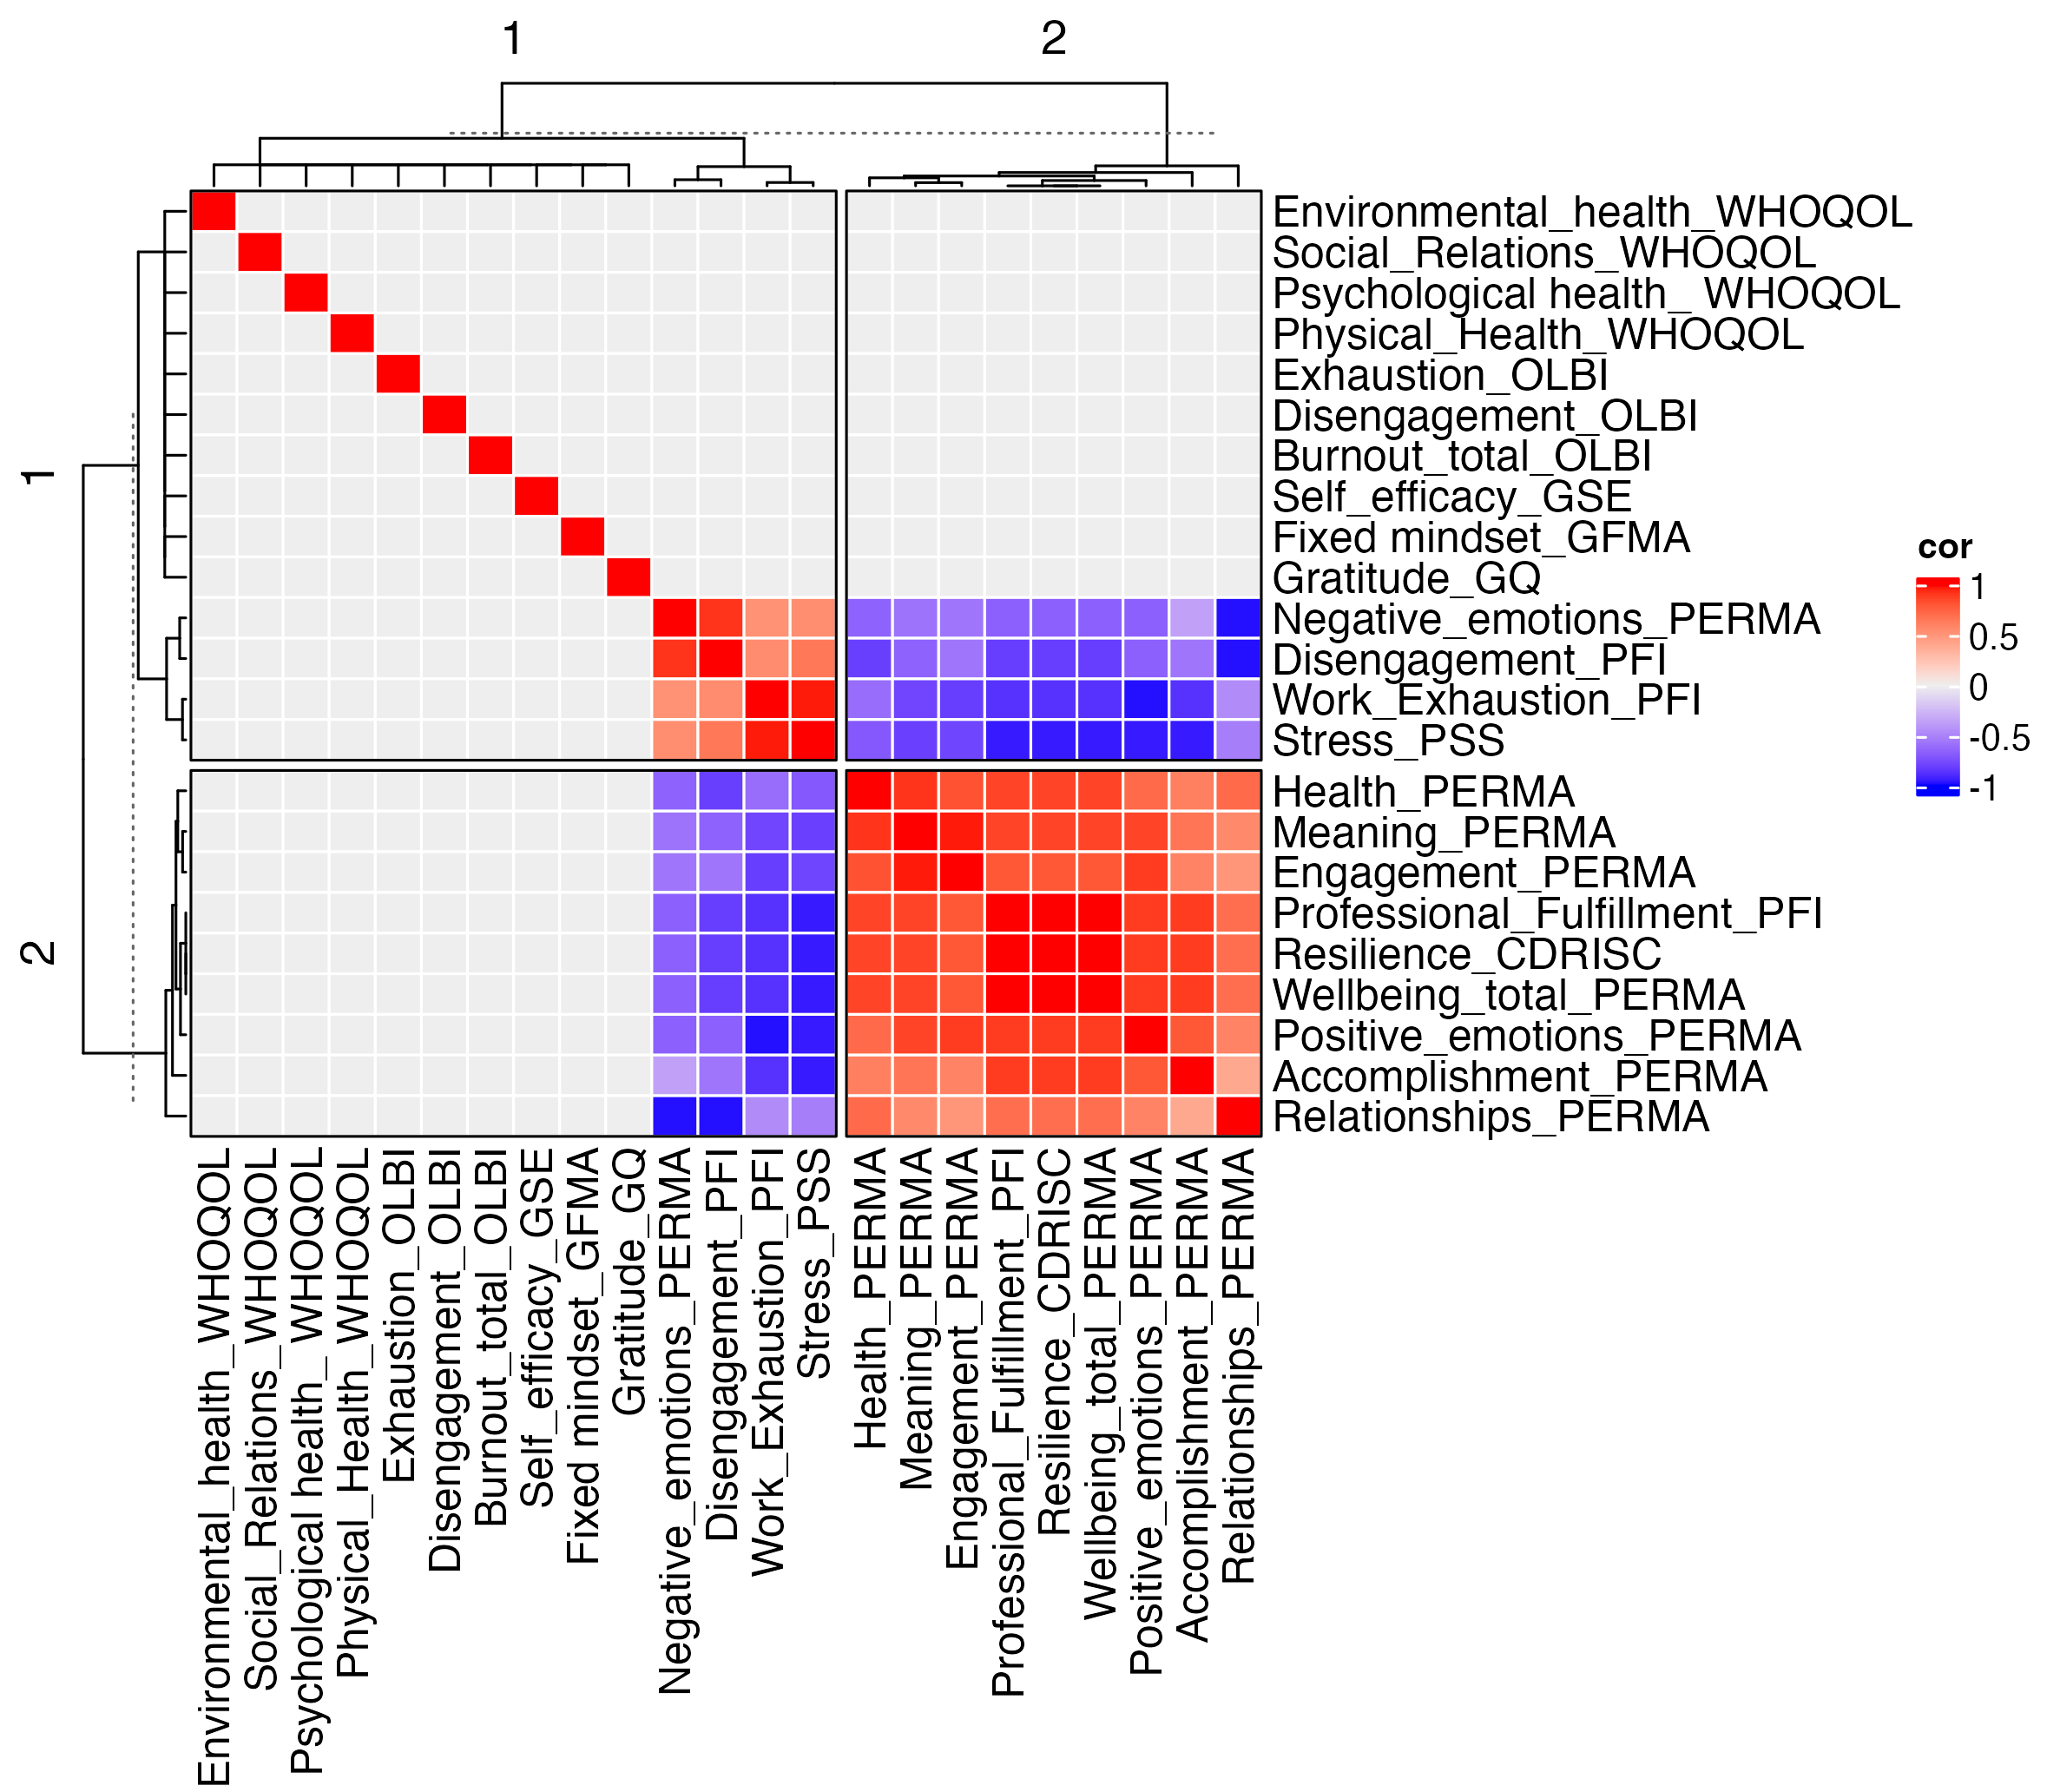 1
2
1
2
Environmental_health_WHOQOL
Social_Relations_WHOQOL
Psychological health_ WHOQOL
Physical_Health_WHOQOL
Exhaustion_OLBI
Disengagement_OLBI
Burnout_total_OLBI
Self_efficacy_GSE
Fixed mindset_GFMA
Gratitude_GQ
Negative_emotions_PERMA
Disengagement_PFI
Work_Exhaustion_PFI
Stress_PSS
Health_PERMA
Meaning_PERMA
Engagement_PERMA
Professional_Fulfillment_PFI
Resilience_CDRISC
Wellbeing_total_PERMA
Positive_emotions_PERMA
Accomplishment_PERMA
Relationships_PERMA
cor
1
0.5
0
-0.5
-1
Environmental_health_WHOQOL
Social_Relations_WHOQOL
Psychological health_ WHOQOL
Physical_Health_WHOQOL
Exhaustion_OLBI
Disengagement_OLBI
Burnout_total_OLBI
Self_efficacy_GSE
Fixed mindset_GFMA
Gratitude_GQ
Negative_emotions_PERMA
Disengagement_PFI
Work_Exhaustion_PFI
Stress_PSS
Health_PERMA
Meaning_PERMA
Engagement_PERMA
Professional_Fulfillment_PFI
Resilience_CDRISC
Wellbeing_total_PERMA
Positive_emotions_PERMA
Accomplishment_PERMA
Relationships_PERMA